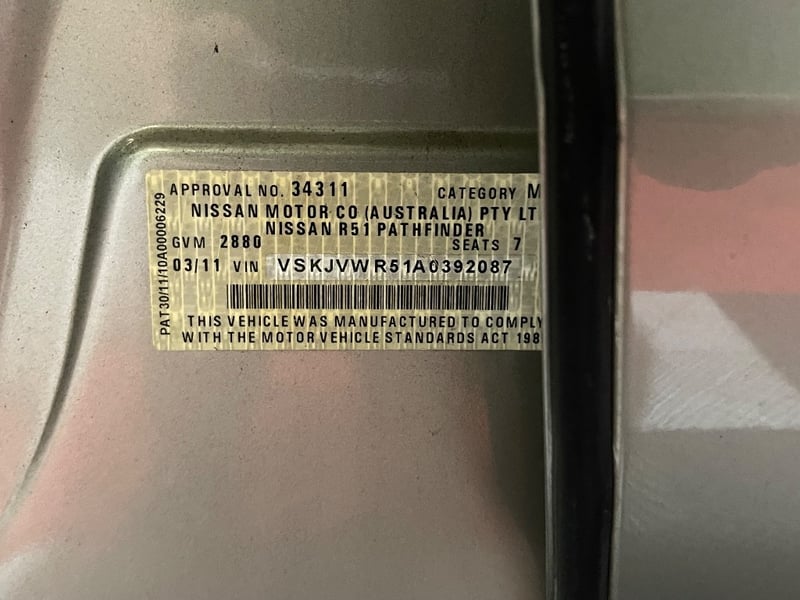 APPROVAL NO. 34311 CATEGORY M
NISSAN MOTOR CO (AUSTRALIA) PTY LT
NISSAN R51 PATHFINDER
GVM 2880 SEATS 7
03/11 VIN VSKJVWR51A0392087
THIS VEHICLE WAS MANUFACTURED TO COMPLY
WITH THE MOTOR VEHICLE STANDARDS ACT 198
PAT30/11/10A00006229